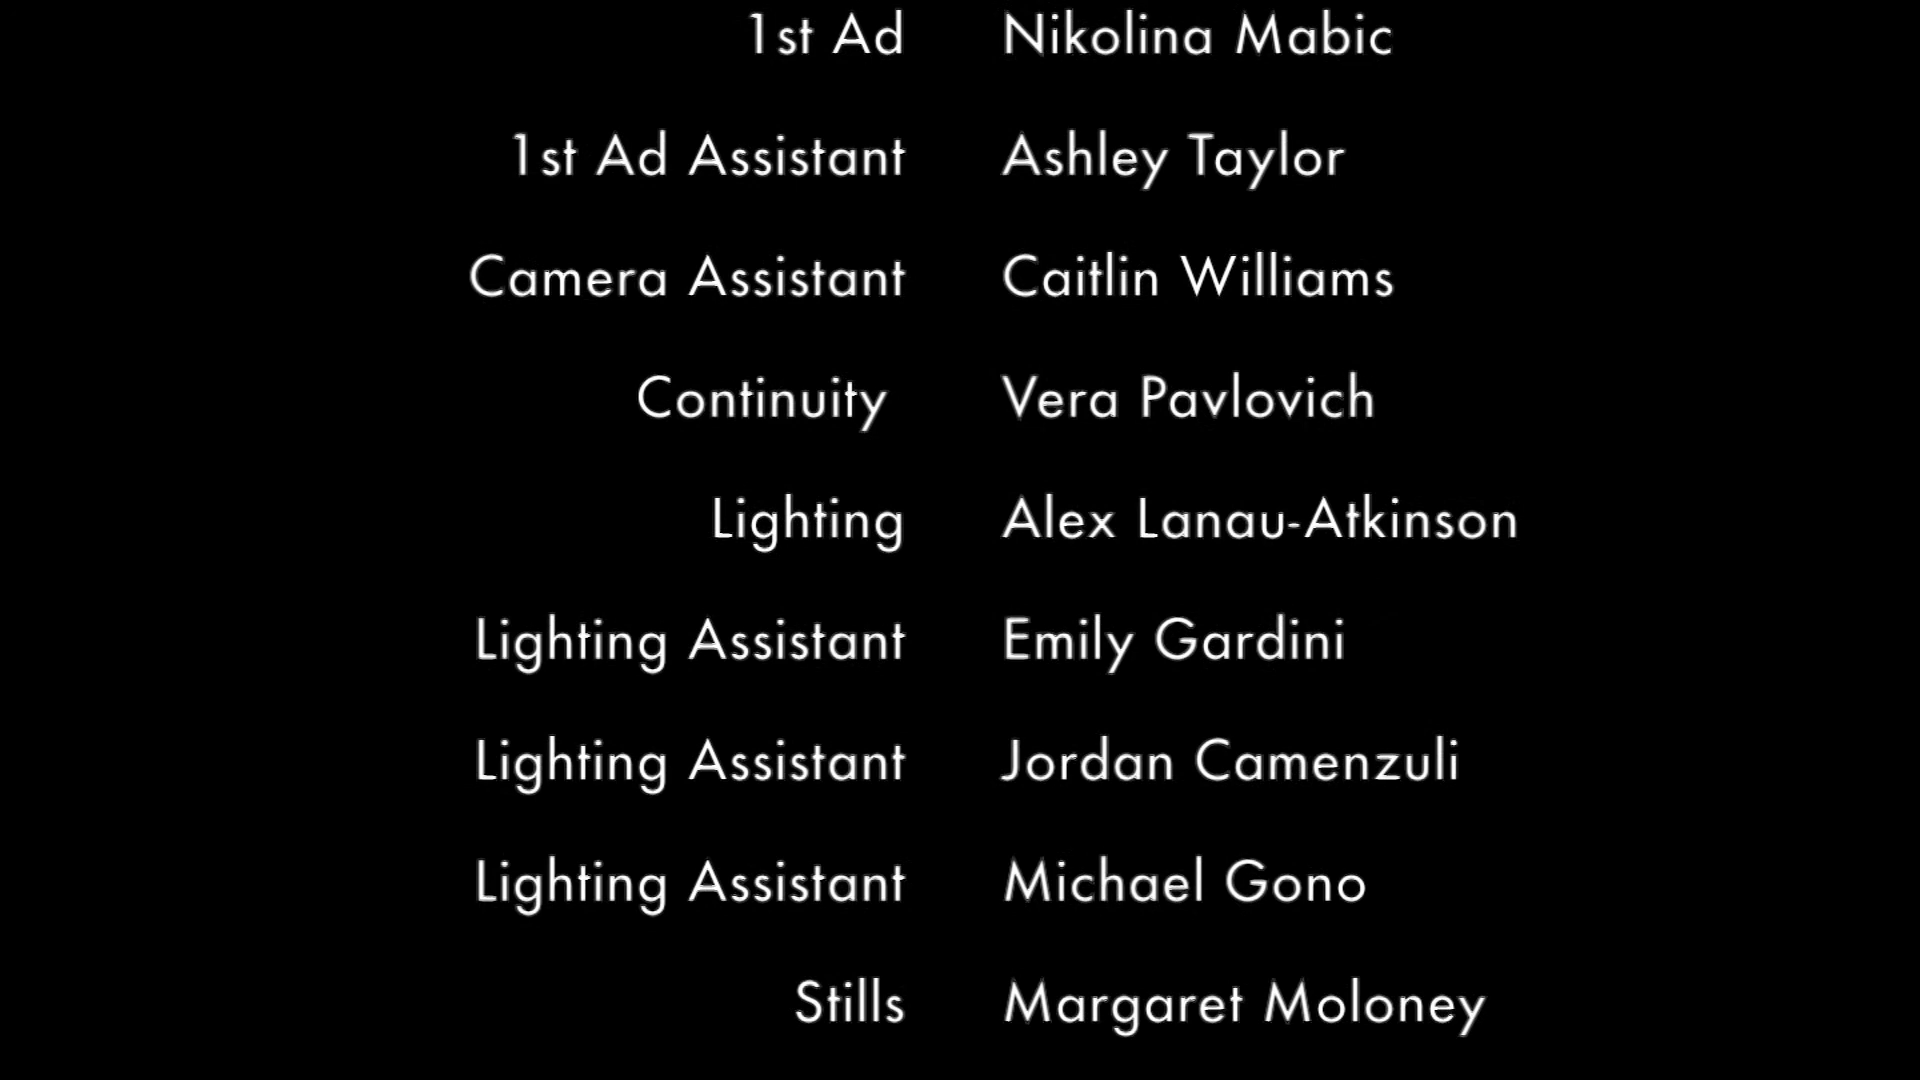 1st Ad Nikolina Mabic
1st Ad Assistant Ashley Taylor
Camera Assistant Caitlin Williams
Continuity Vera Pavlovich
Lighting Alex Lanau-Atkinson
Lighting Assistant Emily Gardini
Lighting Assistant Jordan Camenzuli
Lighting Assistant Michael Gono
Stills Margaret Moloney